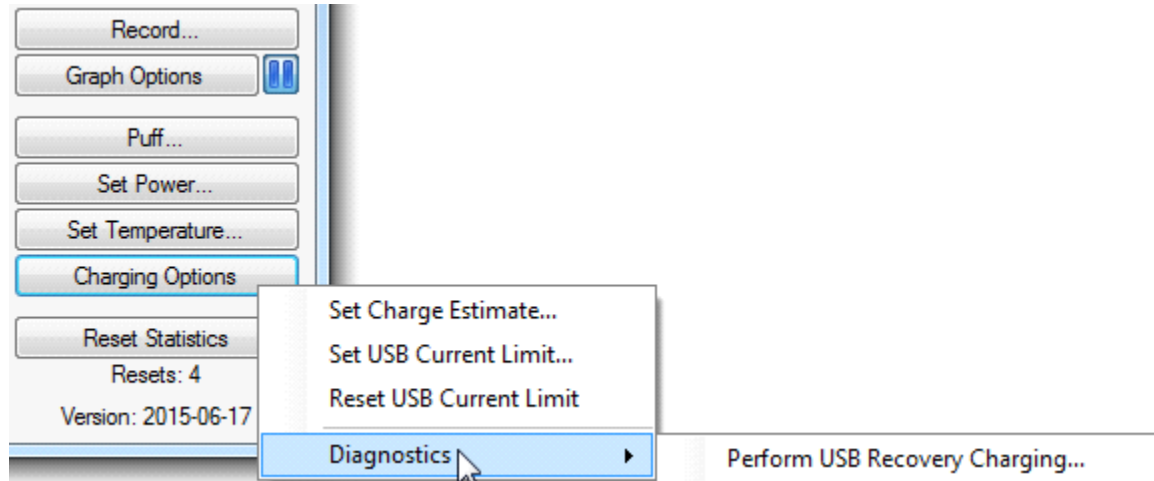 Record...
Graph Options
Puff...
Set Power...
Set Temperature...
Charging Options
Set Charge Estimate...
Reset Statistics
Set USB Current Limit...
Resets: 4
Reset USB Current Limit
Version: 2015-06-17
Diagnostics
Perform USB Recovery Charging...